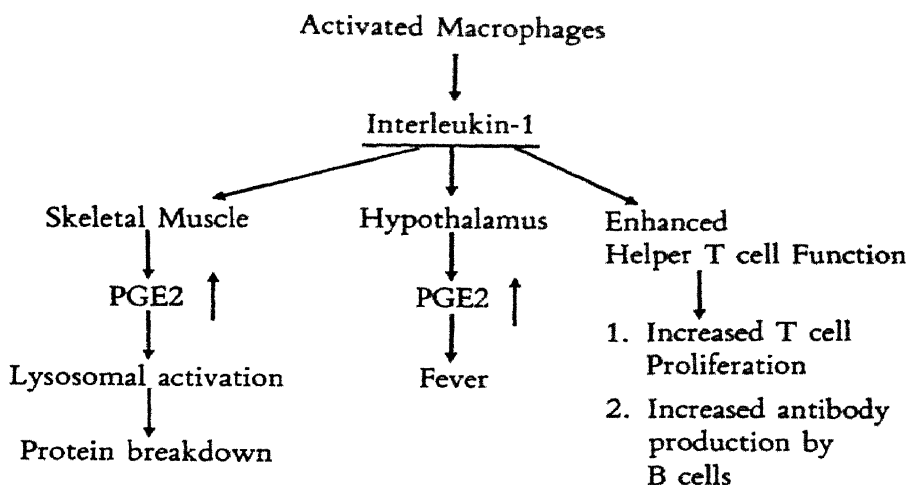 Activated Macrophages
Interleukin-1
Skeletal Muscle
PGE2
Lysosomal activation
Protein breakdown
Hypothalamus
PGE2
Fever
Enhanced
Helper T cell Function
1. Increased T cell
Proliferation
2. Increased antibody
production by
B cells